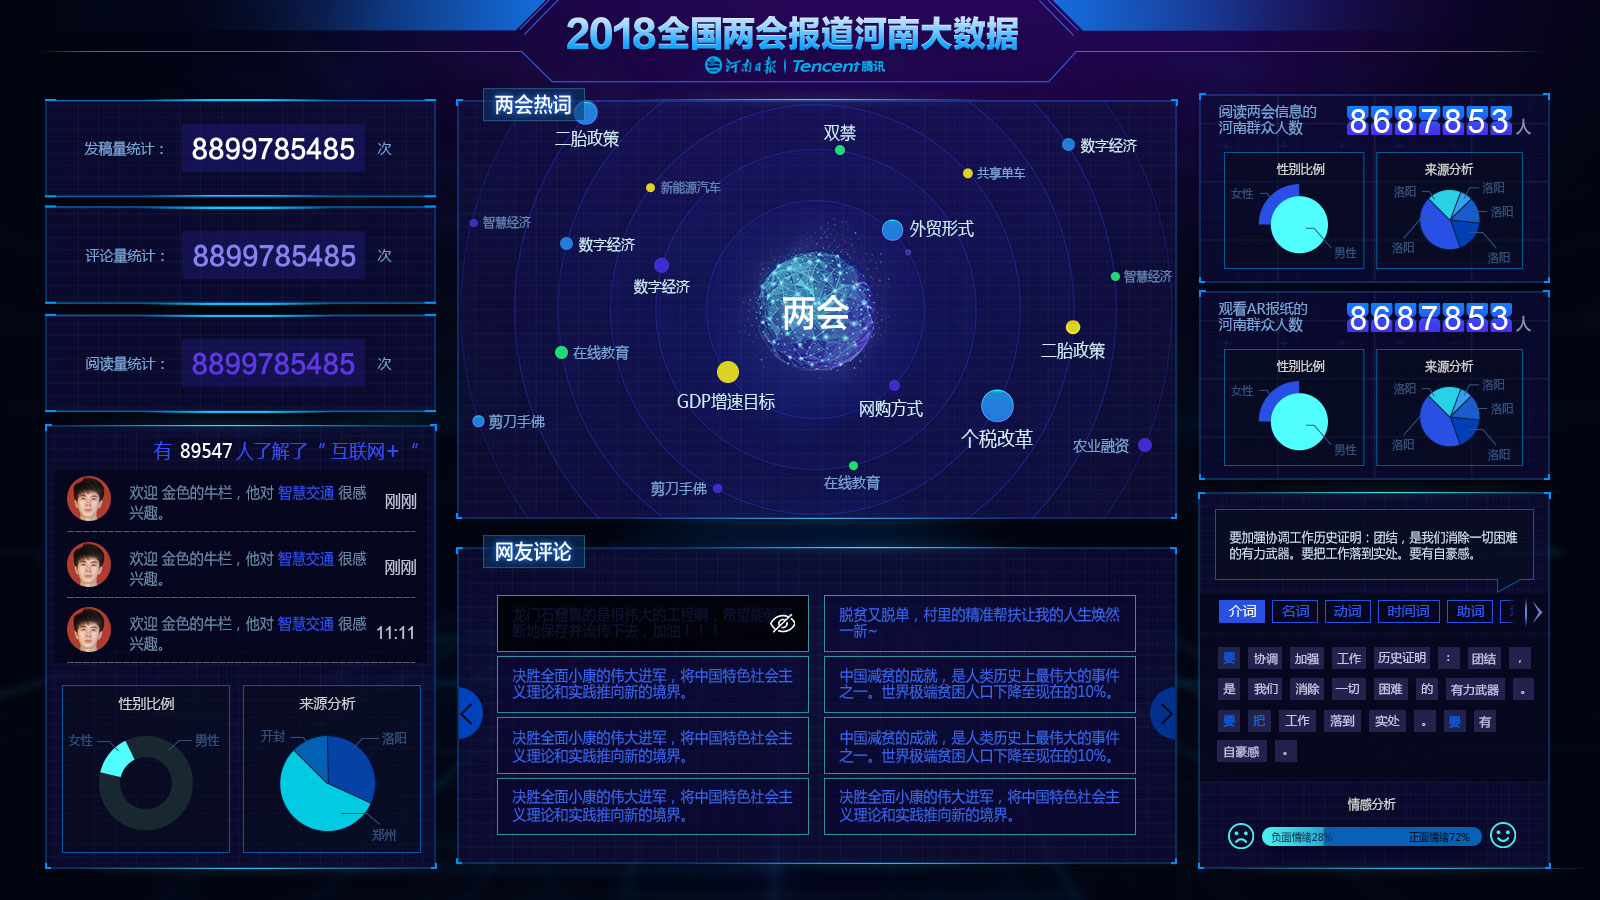 2018全国两会报道河南大数据
河南日报 | Tencent腾讯
发稿量统计： 8899785485 次
评论量统计： 8899785485 次
阅读量统计： 8899785485 次
有 89547 人了解了 “ 互联网+ “
欢迎 金色的牛栏，他对 智慧交通 很感
兴趣。
刚刚
欢迎 金色的牛栏，他对 智慧交通 很感
兴趣。
刚刚
欢迎 金色的牛栏，他对 智慧交通 很感
兴趣。
11:11
性别比例
女性
男性
来源分析
开封
洛阳
郑州
两会热词
二胎政策
双禁
数字经济
新能源汽车
共享单车
智慧经济
数字经济
外贸形式
数字经济
智慧经济
两会
在线教育
二胎政策
GDP增速目标
网购方式
剪刀手佛
个税改革
农业融资
剪刀手佛
在线教育
网友评论
龙门石窟真的是很伟大的工程啊，希望能够不
断地保存并流传下去，加油！！！
脱贫又脱单，村里的精准帮扶让我的人生焕然
一新~
决胜全面小康的伟大进军，将中国特色社会主
义理论和实践推向新的境界。
中国减贫的成就，是人类历史上最伟大的事件
之一。世界极端贫困人口下降至现在的10%。
决胜全面小康的伟大进军，将中国特色社会主
义理论和实践推向新的境界。
中国减贫的成就，是人类历史上最伟大的事件
之一。世界极端贫困人口下降至现在的10%。
决胜全面小康的伟大进军，将中国特色社会主
义理论和实践推向新的境界。
决胜全面小康的伟大进军，将中国特色社会主
义理论和实践推向新的境界。
阅读两会信息的
河南群众人数
8687853 人
性别比例
女性
男性
来源分析
洛阳
洛阳
洛阳
洛阳
洛阳
观看AR报纸的
河南群众人数
8687853 人
性别比例
女性
男性
来源分析
洛阳
洛阳
洛阳
洛阳
洛阳
要加强协调工作历史证明：团结，是我们消除一切困难
的有力武器。要把工作落到实处。要有自豪感。
介词 名词 动词 时间词 助词
要 协调 加强 工作 历史证明 ： 团结 ，
是 我们 消除 一切 困难 的 有力武器 。
要 把 工作 落到 实处 。 要 有
自豪感 。
情感分析
负面情绪28%
正面情绪72%